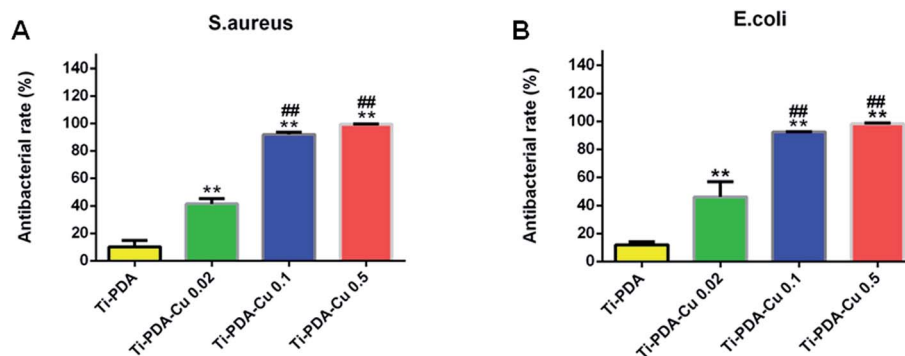 A
S.aureus
Antibacterial rate (%)
140
120
100
80
60
40
20
0
**
##
**
##
**
Ti-PDA
Ti-PDA-Cu 0.02
Ti-PDA-Cu 0.1
Ti-PDA-Cu 0.5
B
E.coli
Antibacterial rate (%)
140
120
100
80
60
40
20
0
**
##
**
##
**
Ti-PDA
Ti-PDA-Cu 0.02
Ti-PDA-Cu 0.1
Ti-PDA-Cu 0.5